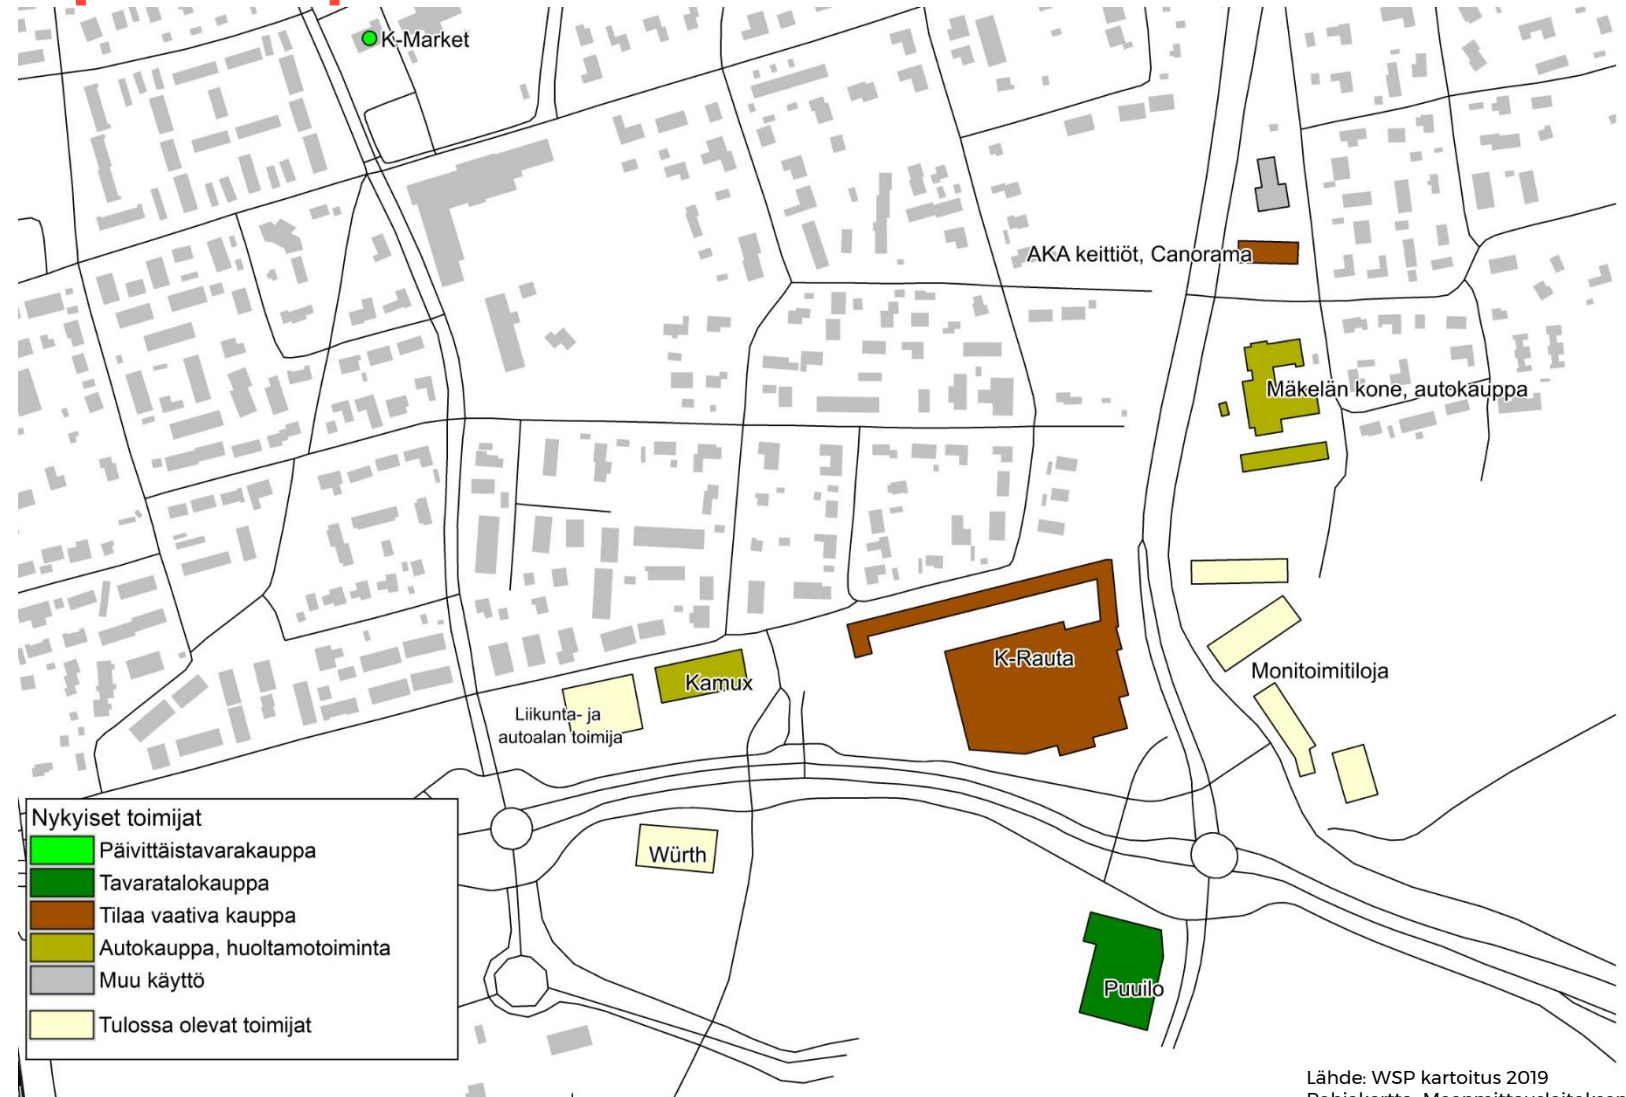 K-Market
AKA keittiöt, Canorama
Mäkelän kone, autokauppa
K-Rauta
Monitoimitiloja
Kamux
Liikunta- ja
autoalan toimija
Würth
Puuilo
Nykyiset toimijat
Päivittäistavarakauppa
Tavaratalokauppa
Tilaa vaativa kauppa
Autokauppa, huoltamotoiminta
Muu käyttö
Tulossa olevat toimijat
Lähde: WSP kartoitus 2019